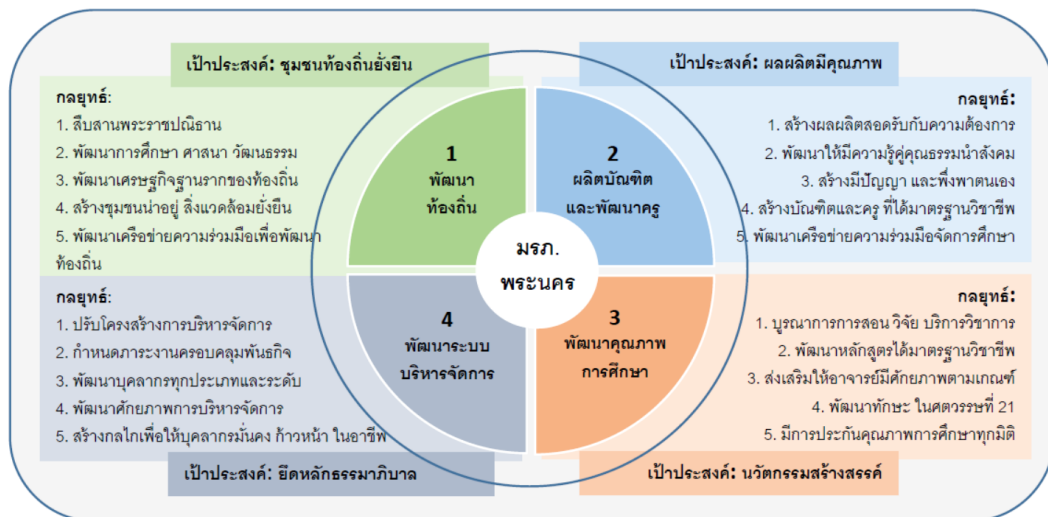 เป้าประสงค์: ชุมชนท้องถิ่นยั่งยืน
กลยุทธ์:
1. สืบสานพระราชปณิธาน
2. พัฒนาการศึกษา ศาสนา วัฒนธรรม
3. พัฒนาเศรษฐกิจฐานรากของท้องถิ่น
4. สร้างชุมชนน่าอยู่ สิ่งแวดล้อมยั่งยืน
5. พัฒนาเครือข่ายความร่วมมือเพื่อพัฒนา
ท้องถิ่น
1
พัฒนา
ท้องถิ่น
เป้าประสงค์: ผลผลิตมีคุณภาพ
กลยุทธ์:
1. สร้างผลผลิตสอดรับกับความต้องการ
2. พัฒนาให้มีความรู้คู่คุณธรรมนำสังคม
3. สร้างมีปัญญา และพึ่งพาตนเอง
4. สร้างบัณฑิตและครู ที่ได้มาตรฐานวิชาชีพ
5. พัฒนาเครือข่ายความร่วมมือจัดการศึกษา
2
ผลิตบัณฑิต
และพัฒนาครู
มรภ.
พระนคร
กลยุทธ์:
1. ปรับโครงสร้างการบริหารจัดการ
2. กำหนดภาระงานครอบคลุมพันธกิจ
3. พัฒนาบุคลากรทุกประเภทและระดับ
4. พัฒนาศักยภาพการบริหารจัดการ
5. สร้างกลไกเพื่อให้บุคลากรมั่นคง ก้าวหน้า ในอาชีพ
4
พัฒนาระบบ
บริหารจัดการ
เป้าประสงค์: ยึดหลักธรรมาภิบาล
3
พัฒนาคุณภาพ
การศึกษา
กลยุทธ์:
1. บูรณาการการสอน วิจัย บริการวิชาการ
2. พัฒนาหลักสูตรได้มาตรฐานวิชาชีพ
3. ส่งเสริมให้อาจารย์มีศักยภาพตามเกณฑ์
4. พัฒนาทักษะ ในศตวรรษที่ 21
5. มีการประกันคุณภาพการศึกษาทุกมิติ
เป้าประสงค์: นวัตกรรมสร้างสรรค์